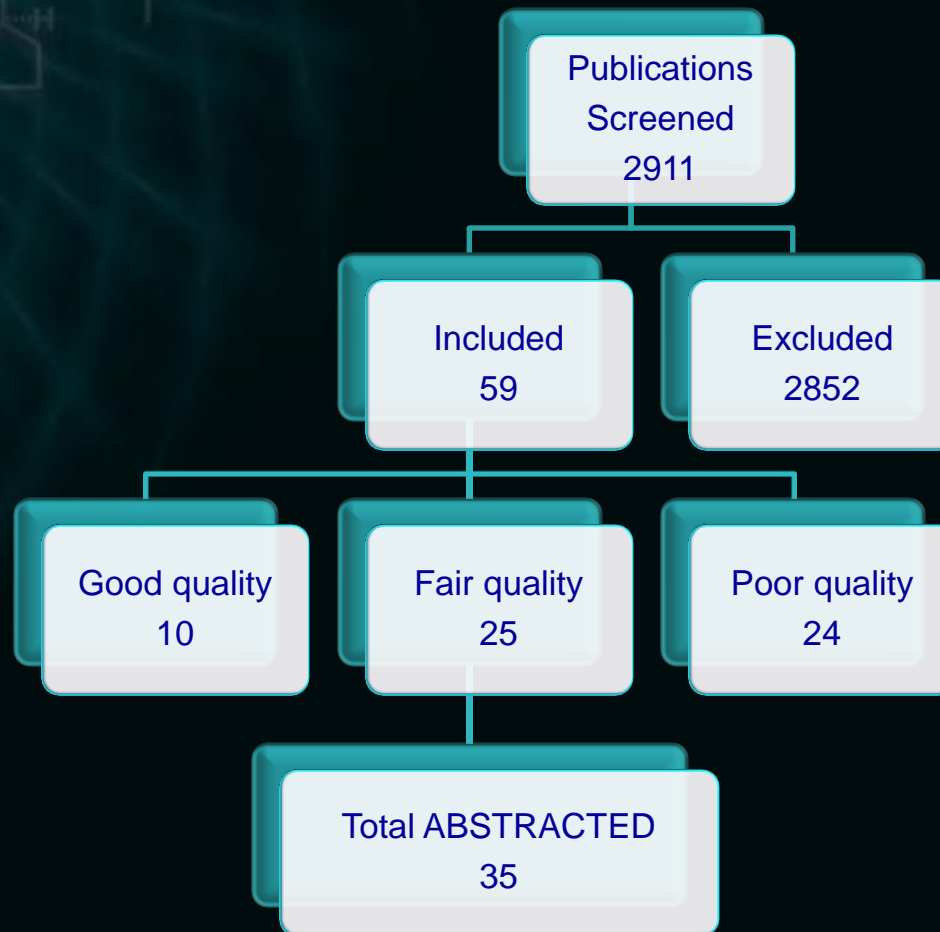 Publications
Screened
2911
Included
59
Excluded
2852
Good quality
10
Fair quality
25
Poor quality
24
Total ABSTRACTED
35